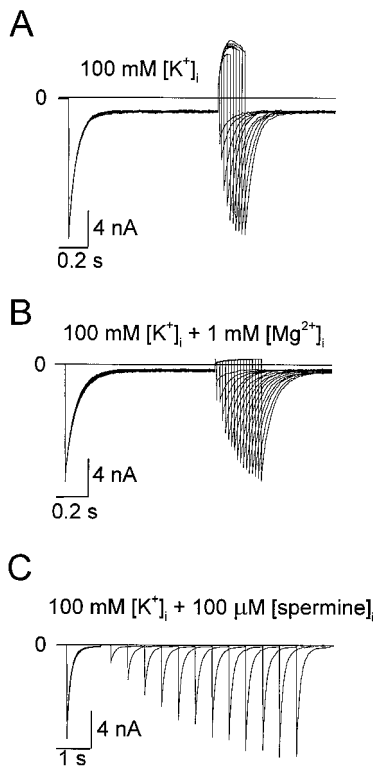 A
100 mM [K⁺]ᵢ
0
4 nA
0.2 s
B
100 mM [K⁺]ᵢ + 1 mM [Mg²⁺]ᵢ
0
4 nA
0.2 s
C
100 mM [K⁺]ᵢ + 100 μM [spermine]ᵢ
0
4 nA
1 s